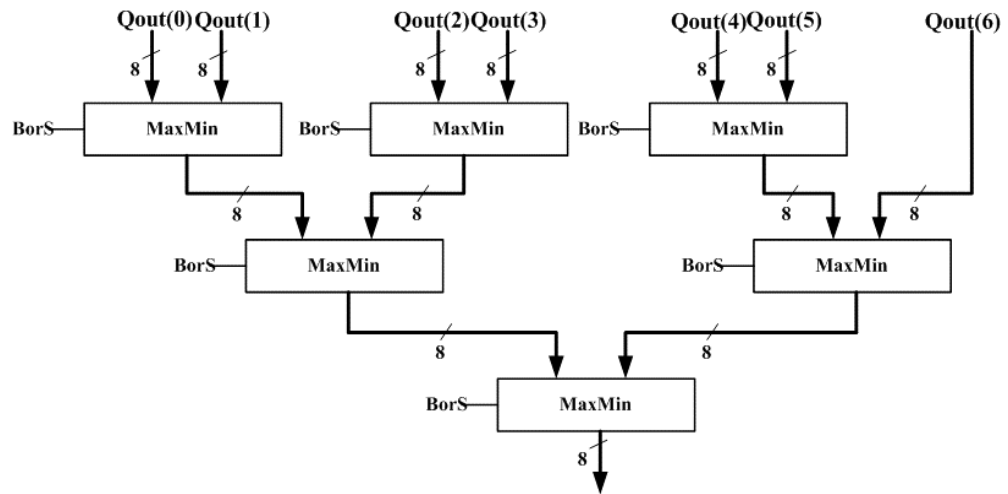 Qout(0) Qout(1) Qout(2) Qout(3) Qout(4) Qout(5) Qout(6)
8 8 8 8 8 8
BorS MaxMin BorS MaxMin BorS MaxMin
8 8 8 8
BorS MaxMin BorS MaxMin
8 8
BorS MaxMin
8